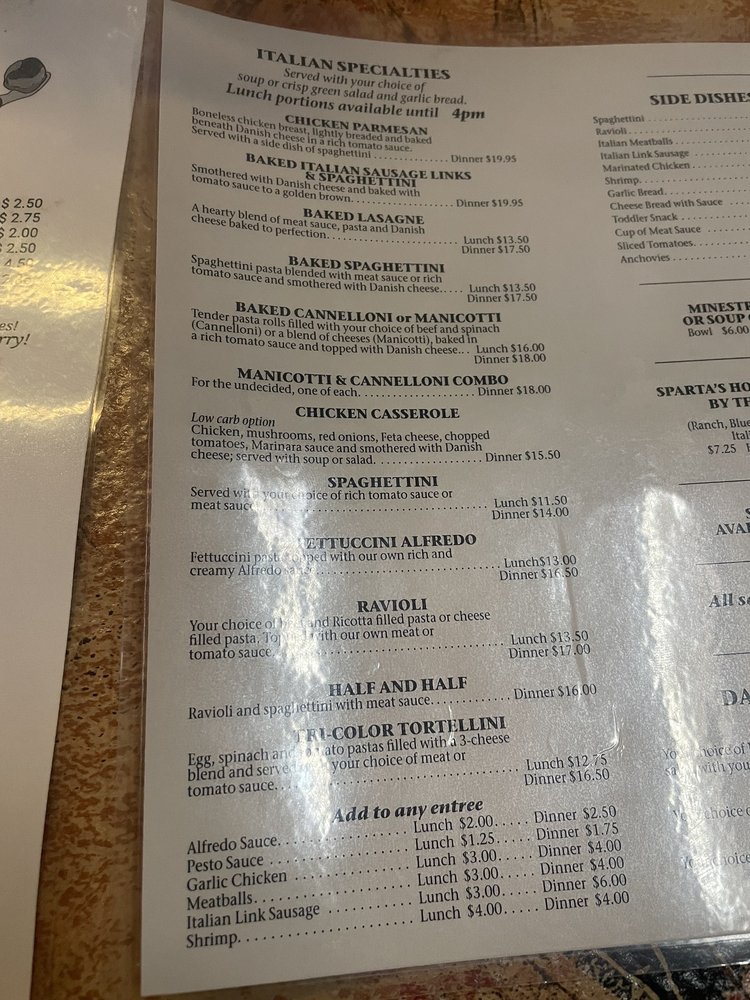 $ 2.50
$ 2.75
$ 2.00
$ 2.50
4.50
es!
rry!
ITALIAN SPECIALTIES
Served with your choice of
soup or crisp green salad and garlic bread.
Lunch portions available until 4pm
CHICKEN PARMESAN
Boneless chicken breast, lightly breaded and baked
beneath Danish cheese in a rich tomato sauce.
Served with a side dish of spaghettini ................ Dinner $19.95
BAKED ITALIAN SAUSAGE LINKS
& SPAGHETTINI
Smothered with Danish cheese and baked with
tomato sauce to a golden brown..................... Dinner $19.95
BAKED LASAGNE
A hearty blend of meat sauce, pasta and Danish
cheese baked to perfection........................... Lunch $13.50
Dinner $17.50
BAKED SPAGHETTINI
Spaghettini pasta blended with meat sauce or rich
tomato sauce and smothered with Danish cheese..... Lunch $13.50
Dinner $17.50
BAKED CANNELLONI or MANICOTTI
Tender pasta rolls filled with your choice of beef and spinach
(Cannelloni) or a blend of cheeses (Manicotti), baked in
a rich tomato sauce and topped with Danish cheese... Lunch $16.00
Dinner $18.00
MANICOTTI & CANNELLONI COMBO
For the undecided, one of each....................... Dinner $18.00
CHICKEN CASSEROLE
Low carb option
Chicken, mushrooms, red onions, Feta cheese, chopped
tomatoes, Marinara sauce and smothered with Danish
cheese; served with soup or salad.................... Dinner $15.50
SPAGHETTINI
Served with your choice of rich tomato sauce or
meat sauce .......................................... Lunch $11.50
Dinner $14.00
FETTUCCINI ALFREDO
Fettuccini pasta topped with our own rich and
creamy Alfredo sauce................................ Lunch$13.00
Dinner $16.50
RAVIOLI
Your choice of beef and Ricotta filled pasta or cheese
filled pasta. Topped with our own meat or
tomato sauce........................................ Lunch $13.50
Dinner $17.00
HALF AND HALF
Ravioli and spaghettini with meat sauce............. Dinner $16.00
TRI-COLOR TORTELLINI
Egg, spinach and tomato pastas filled with a 3-cheese
blend and served with your choice of meat or
tomato sauce........................................ Lunch $12.75
Dinner $16.50
Add to any entree
Alfredo Sauce.................... Lunch $2.00..... Dinner $2.50
Pesto Sauce ..................... Lunch $1.25..... Dinner $1.75
Garlic Chicken .................. Lunch $3.00..... Dinner $4.00
Meatballs........................ Lunch $3.00..... Dinner $4.00
Italian Link Sausage ............ Lunch $3.00..... Dinner $6.00
Shrimp........................... Lunch $4.00..... Dinner $4.00
SIDE DISHES
Spaghettini
Ravioli
Italian Meatballs
Italian Link Sausage
Marinated Chicken
Shrimp
Garlic Bread
Cheese Bread with Sauce
Toddler Snack
Cup of Meat Sauce
Sliced Tomatoes
Anchovies
MINESTR
OR SOUP
Bowl $6.00
SPARTA'S HO
BY TH
(Ranch, Blue
Itali
$7.25
AVAI
All s
DA
with you
choice